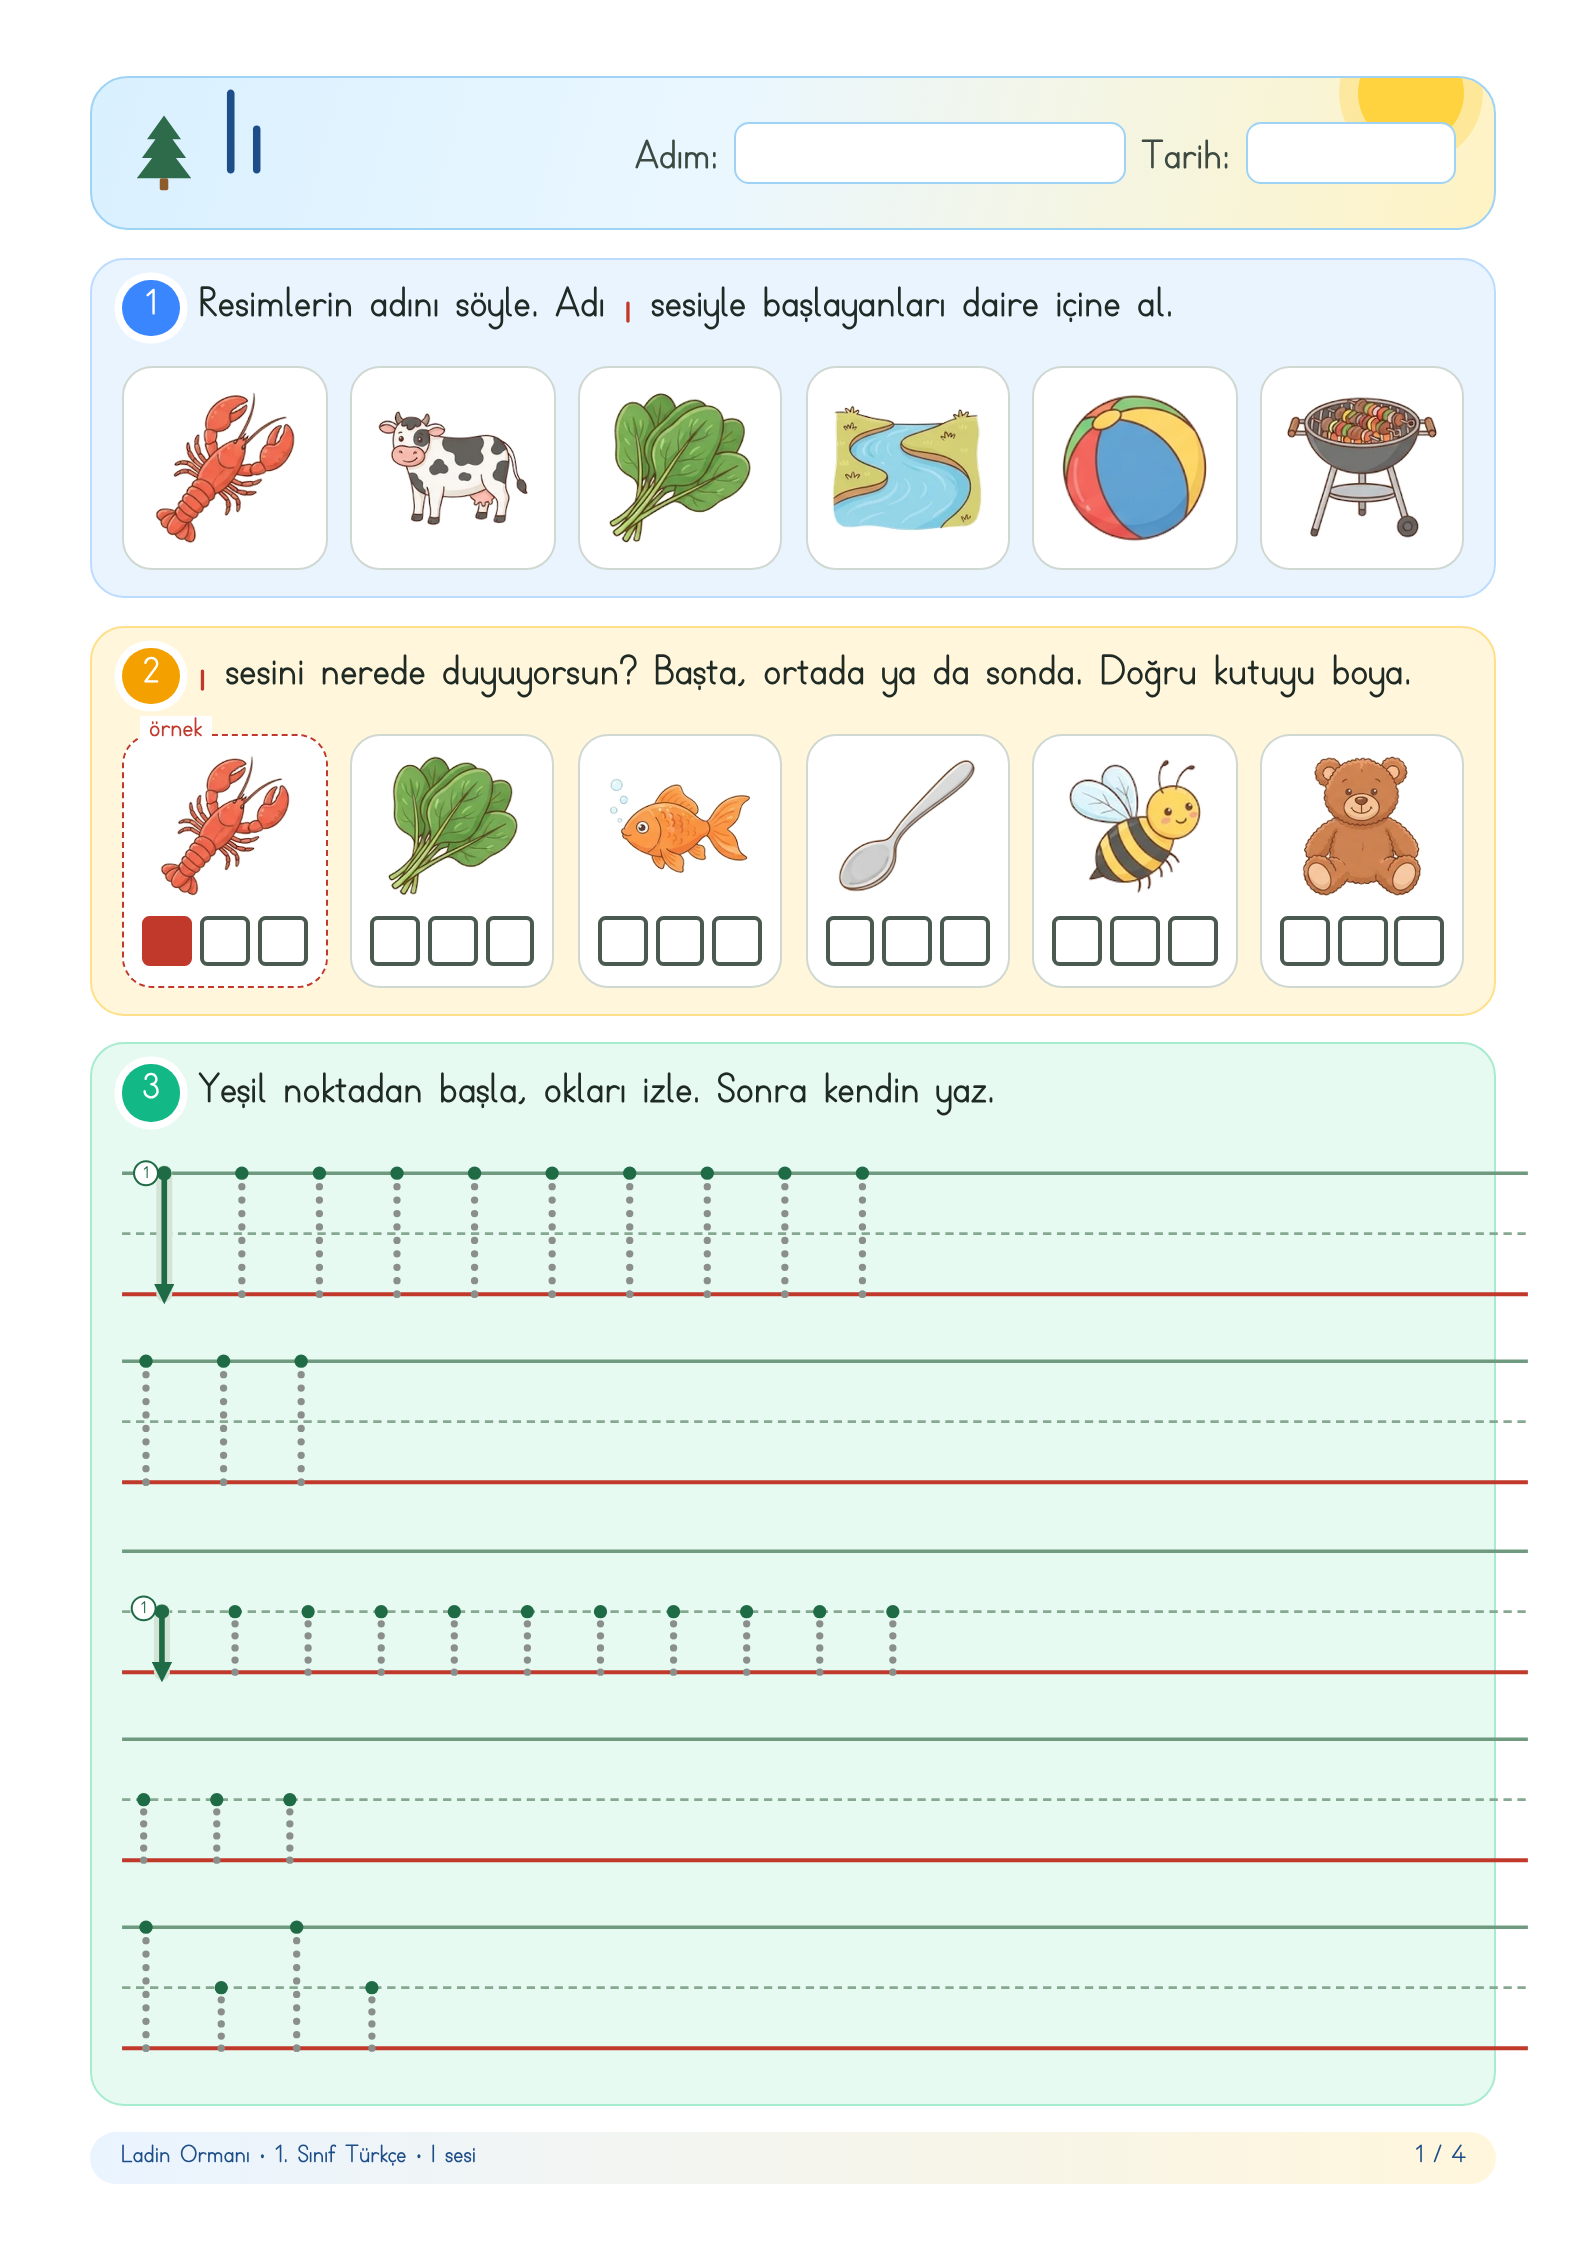 Iı
Adım:
Tarih:
1 Resimlerin adını söyle. Adı ı sesiyle başlayanları daire içine al.
2 ı sesini nerede duyuyorsun? Başta, ortada ya da sonda. Doğru kutuyu boya.
örnek
3 Yeşil noktadan başla, okları izle. Sonra kendin yaz.
1
1
Ladin Ormanı • 1. Sınıf Türkçe • I sesi
1 / 4